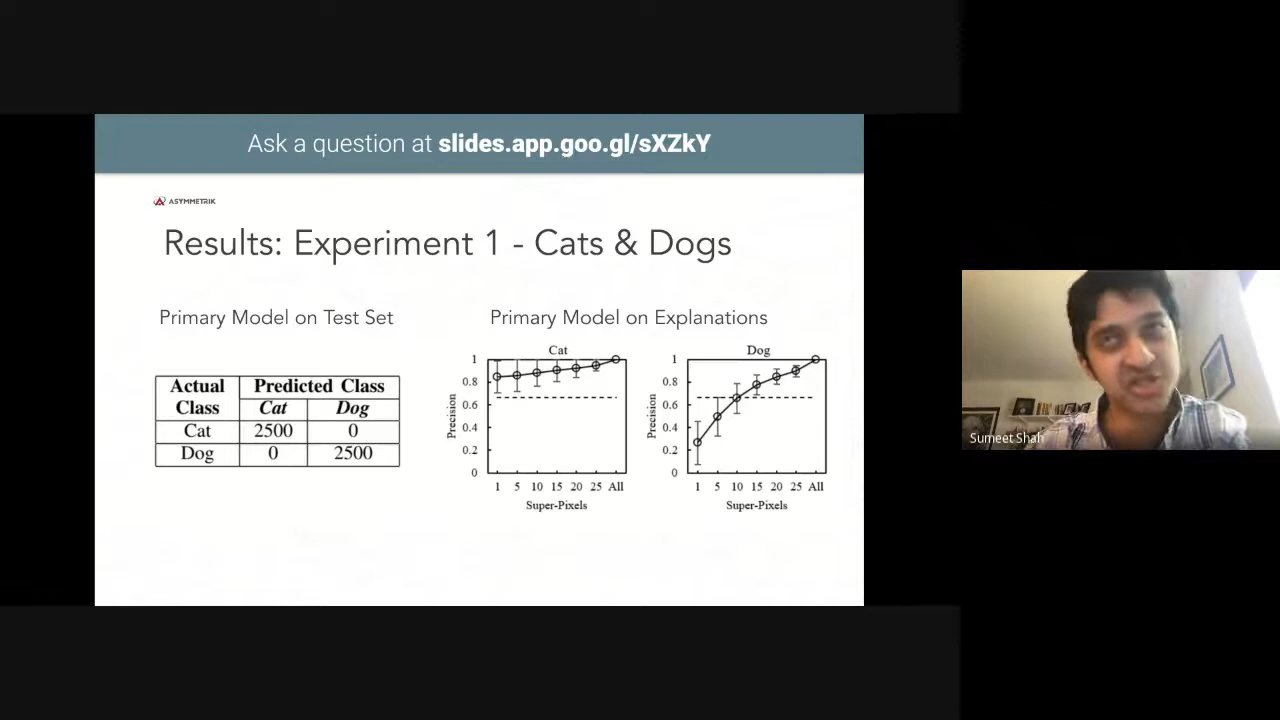 Ask a question at slides.app.goo.gl/sXZkY
ASYMMETRIK
Results: Experiment 1 - Cats & Dogs
Primary Model on Test Set
Actual Class Predicted Class
Cat Dog
Cat 2500 0
Dog 0 2500
Primary Model on Explanations
Cat
Precision
1
0.8
0.6
0.4
0.2
0
1 5 10 15 20 25 All
Super-Pixels
Dog
Precision
1
0.8
0.6
0.4
0.2
0
1 5 10 15 20 25 All
Super-Pixels
Sumeet Shah